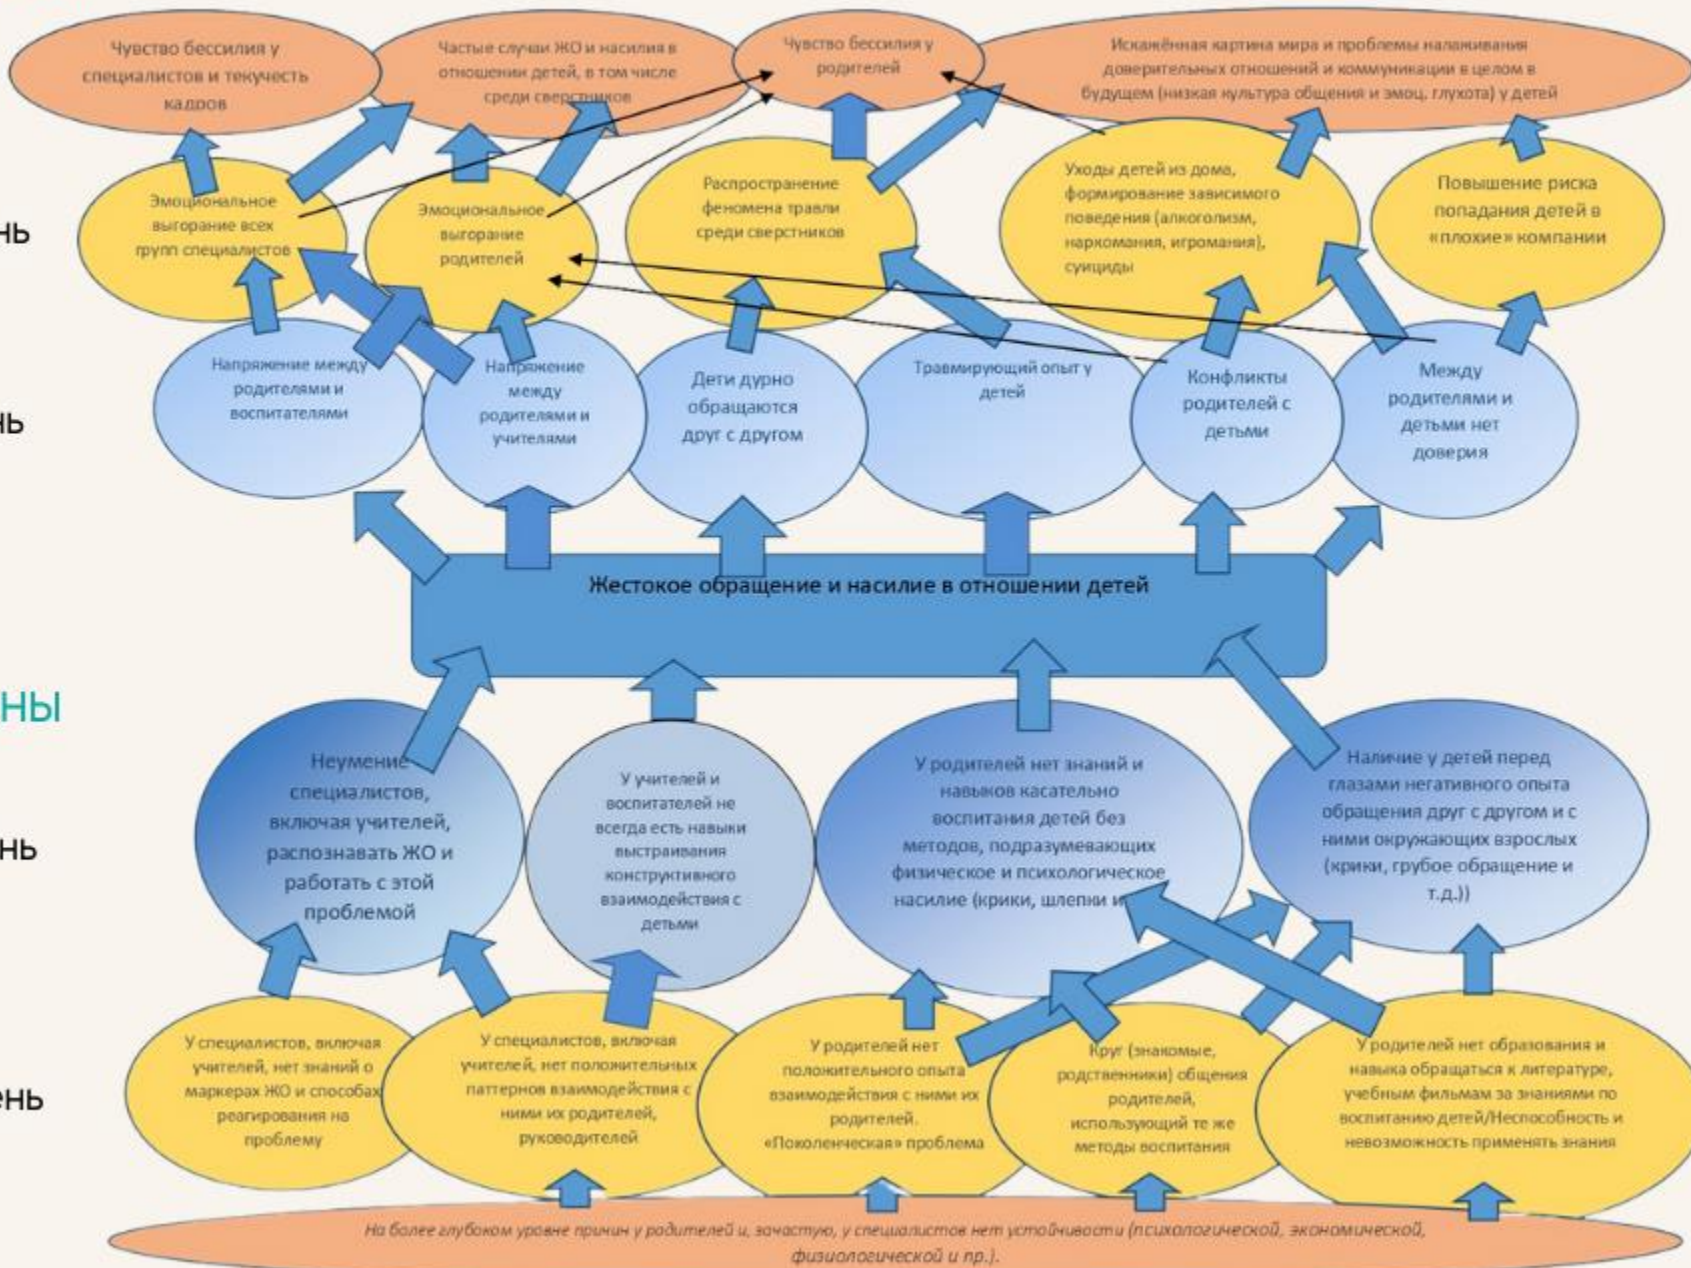 Чувство бессилия у
специалистов и текучесть
кадров
Частые случаи ЖО и насилия в
отношении детей, в том числе
среди сверстников
Чувство бессилия у
родителей
Искажённая картина мира и проблемы налаживания
доверительных отношений и коммуникации в целом в
будущем (низкая культура общения и эмоц. глухота) у детей
нь
Эмоциональное
выгорание всех
групп специалистов
Эмоциональное
выгорание
родителей
Распространение
феномена травли
среди сверстников
Уходы детей из дома,
формирование зависимого
поведения (алкоголизм,
наркомания, игромания),
суициды
Повышение риска
попадания детей в
«плохие» компании
нь
Напряжение между
родителями и
воспитателями
Напряжение
между
родителями и
учителями
Дети дурно
обращаются
друг с другом
Травмирующий опыт у
детей
Конфликты
родителей с
детьми
Между
родителями и
детьми нет
доверия
Жестокое обращение и насилие в отношении детей
ны
нь
Неумение
специалистов,
включая учителей,
распознавать ЖО и
работать с этой
проблемой
У учителей и
воспитателей не
всегда есть навыки
выстраивания
конструктивного
взаимодействия с
детьми
У родителей нет знаний и
навыков касательно
воспитания детей без
методов, подразумевающих
физическое и психологическое
насилие (крики, шлепки и
Наличие у детей перед
глазами негативного опыта
обращения друг с другом и с
ними окружающих взрослых
(крики, грубое обращение и
т.д.))
ень
У специалистов, включая
учителей, нет знаний о
маркерах ЖО и способах
реагирования на
проблему
У специалистов, включая
учителей, нет положительных
паттернов взаимодействия с
ними их родителей,
руководителей
У родителей нет
положительного опыта
взаимодействия с ними их
родителей.
«Поколенческая» проблема
Круг (знакомые,
родственники) общения
родителей,
использующий те же
методы воспитания
У родителей нет образования и
навыка обращаться к литературе,
учебным фильмам за знаниями по
воспитанию детей/Неспособность и
невозможность применять знания
На более глубоком уровне причин у родителей и, зачастую, у специалистов нет устойчивости (психологической, экономической,
физиологической и пр.).